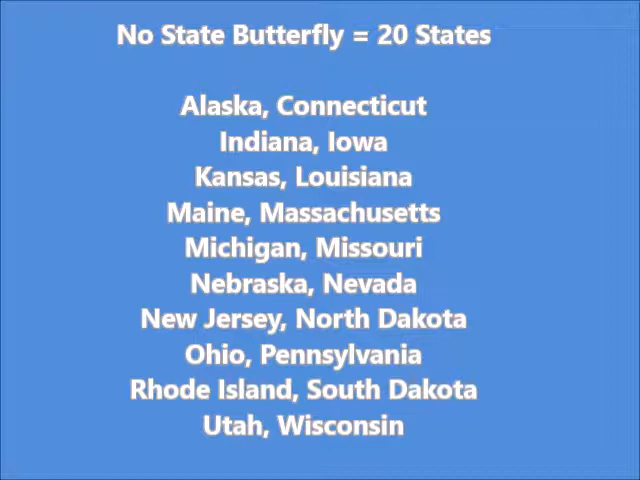 No State Butterfly = 20 States
Alaska, Connecticut
Indiana, Iowa
Kansas, Louisiana
Maine, Massachusetts
Michigan, Missouri
Nebraska, Nevada
New Jersey, North Dakota
Ohio, Pennsylvania
Rhode Island, South Dakota
Utah, Wisconsin